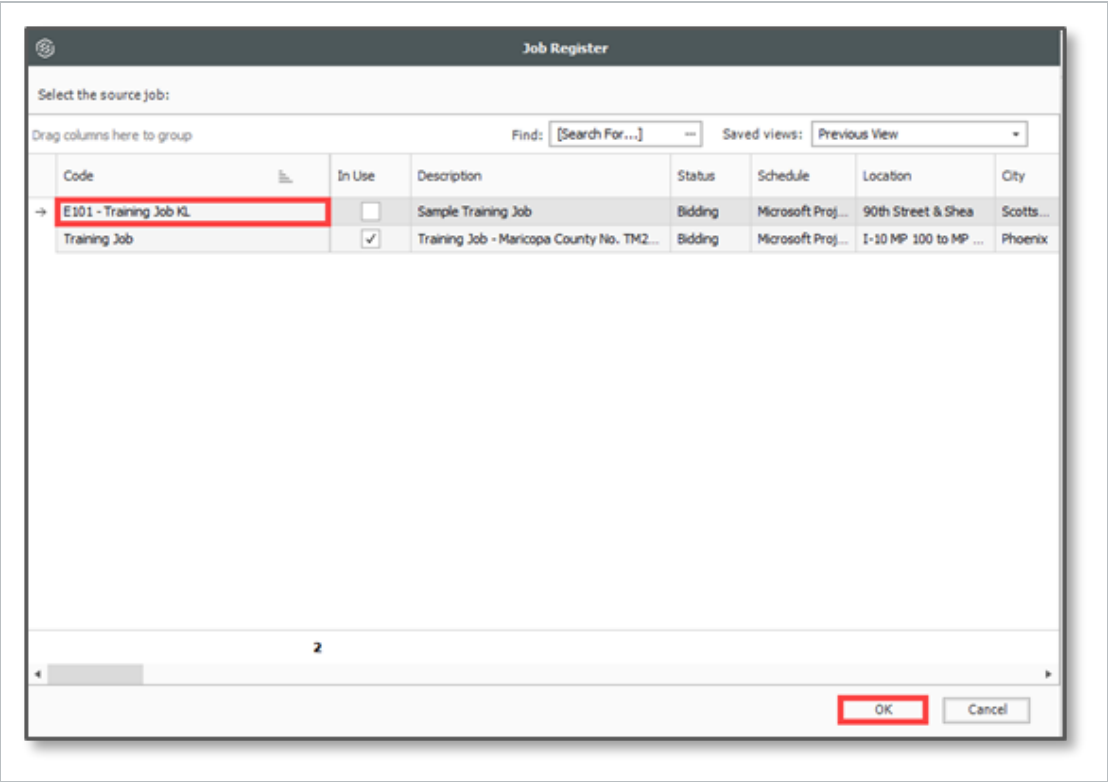 Job Register
Select the source job:
Drag columns here to group Find: [Search For...] ... Saved views: Previous View
Code In Use Description Status Schedule Location City
E101 - Training Job KL Sample Training Job Bidding Microsoft Proj... 90th Street & Shea Scotts...
Training Job Training Job - Maricopa County No. TM2... Bidding Microsoft Proj... I-10 MP 100 to MP ... Phoenix
2
OK Cancel